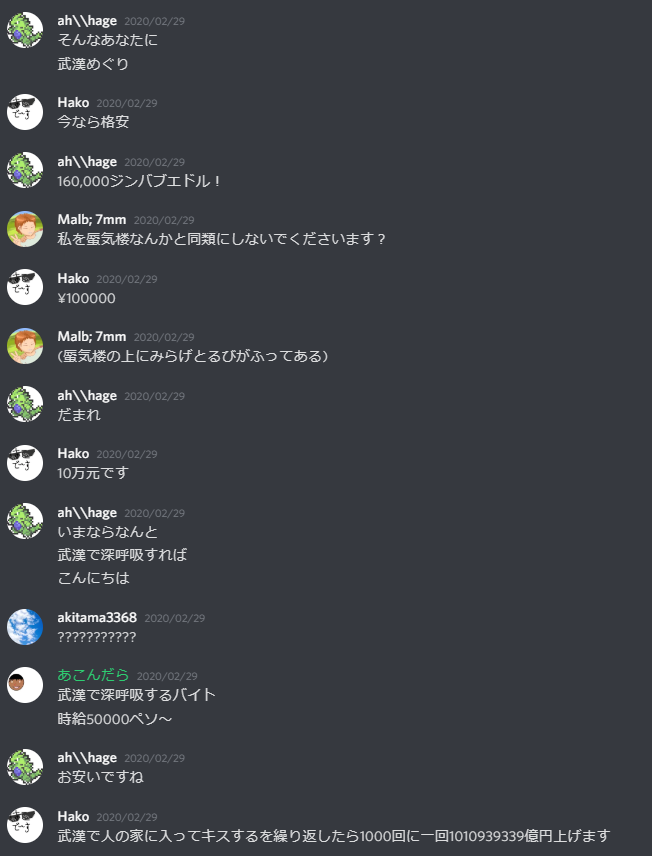 ah\\hage 2020/02/29
そんなあなたに
武漢めぐり
Hako 2020/02/29
今なら格安
ah\\hage 2020/02/29
160,000ジンバブエドル！
Malb; 7mm 2020/02/29
私を蜃気楼なんかと同類にしないでくださいます？
Hako 2020/02/29
¥100000
Malb; 7mm 2020/02/29
(蜃気楼の上にみらげとるびがふってある)
ah\\hage 2020/02/29
だまれ
Hako 2020/02/29
10万元です
ah\\hage 2020/02/29
いまならなんと
武漢で深呼吸すれば
こんにちは
akitama3368 2020/02/29
???????????
あこんだら 2020/02/29
武漢で深呼吸するバイト
時給50000ペソ～
ah\\hage 2020/02/29
お安いですね
Hako 2020/02/29
武漢で人の家に入ってキスするを繰り返したら1000回に一回1010939339億円上げます